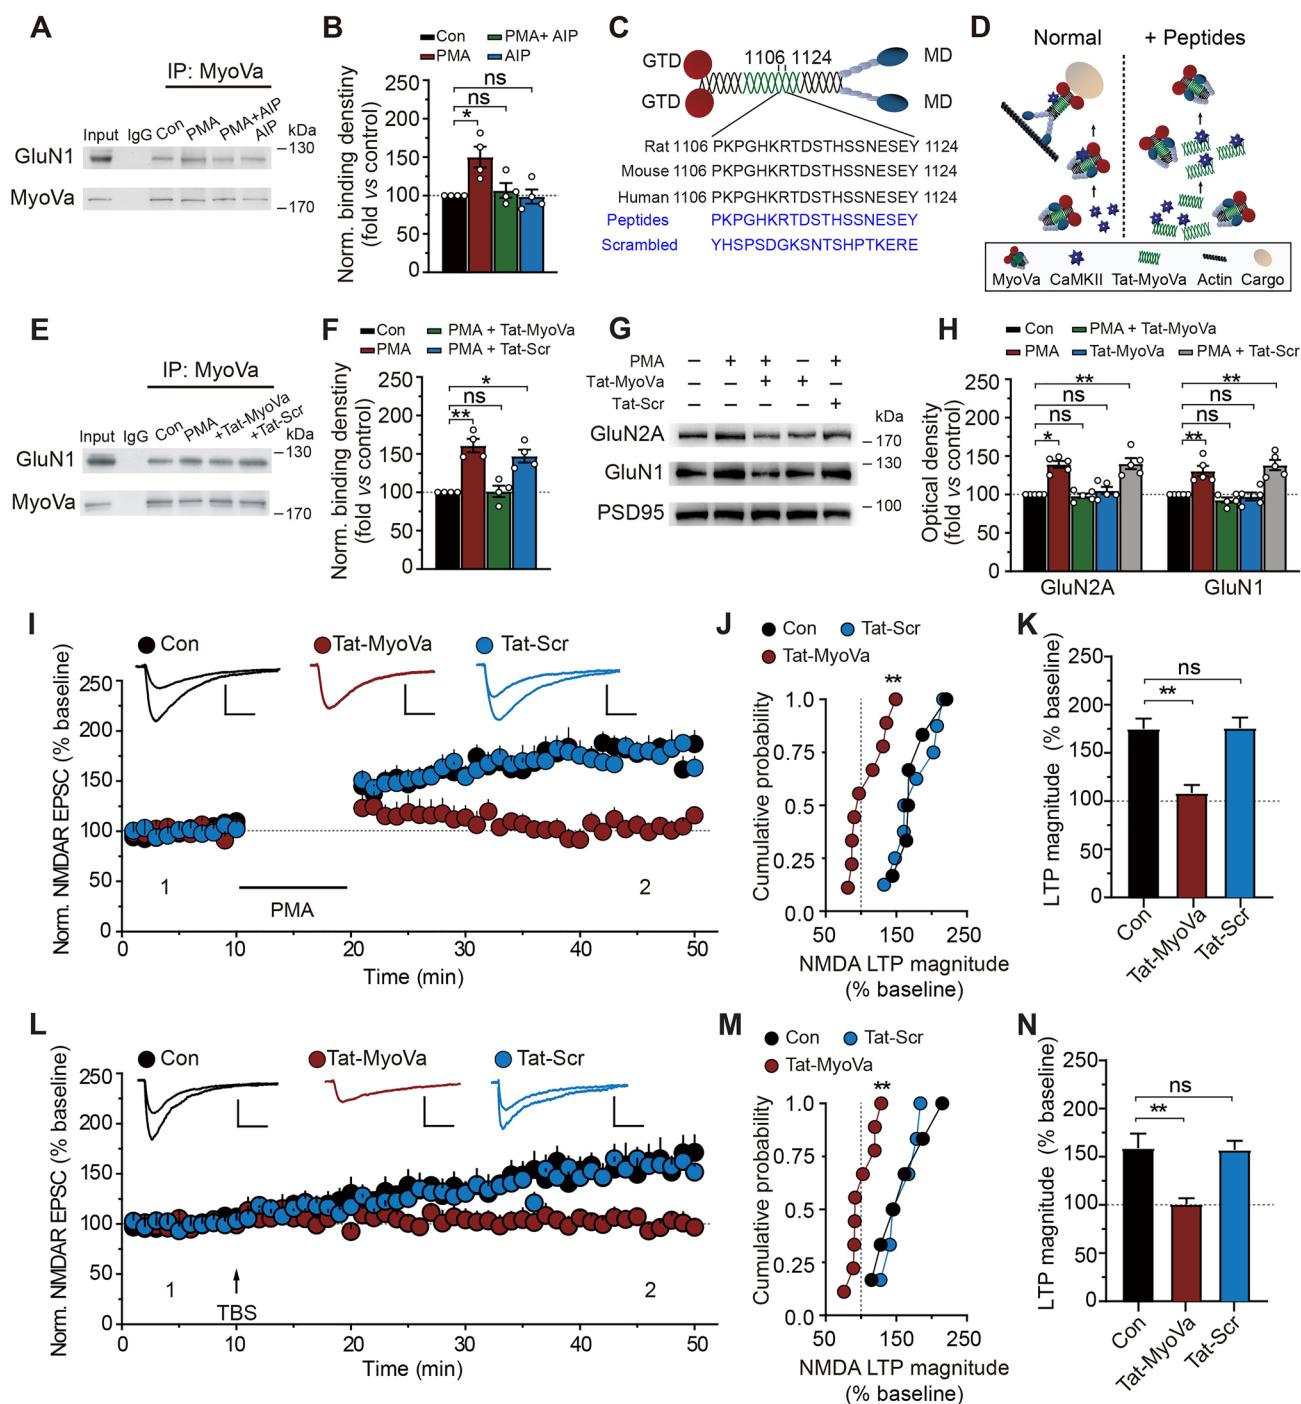 A
IP: MyoVa
Input IgG Con PMA PMA+AIP AIP
kDa
GluN1 –130
MyoVa –170
B
Con PMA+ AIP
PMA AIP
Norm. binding denstiny
(fold vs control)
250
200
150
100
50
0
* ns ns
C
GTD 1106 1124 MD
GTD MD
Rat 1106 PKPGHKRTDSTHSSNESEY 1124
Mouse 1106 PKPGHKRTDSTHSSNESEY 1124
Human 1106 PKPGHKRTDSTHSSNESEY 1124
Peptides PKPGHKRTDSTHSSNESEY
Scrambled YHSPSDGKSNTSHPTKERE
D
Normal + Peptides
MyoVa CaMKII Tat-MyoVa Actin Cargo
E
IP: MyoVa
Input IgG Con PMA +Tat-MyoVa +Tat-Scr
kDa
GluN1 –130
MyoVa –170
F
Con PMA + Tat-MyoVa
PMA PMA + Tat-Scr
Norm. binding denstiny
(fold vs control)
250
200
150
100
50
0
** ns *
G
PMA – + + – +
Tat-MyoVa – – + + –
Tat-Scr – – – – +
kDa
GluN2A –170
GluN1 –130
PSD95 –100
H
Con PMA + Tat-MyoVa
PMA Tat-MyoVa PMA + Tat-Scr
Optical density
(fold vs control)
250
200
150
100
50
0
* ns ns **
** ns ns **
GluN2A GluN1
I
Con Tat-MyoVa Tat-Scr
Norm. NMDAR EPSC (% baseline)
250
200
150
100
50
0
1 2
PMA
0 10 20 30 40 50
Time (min)
J
Con Tat-Scr
Tat-MyoVa
**
Cumulative probability
1.0
0.75
0.5
0.25
0.0
50 150 250
NMDA LTP magnitude
(% baseline)
K
LTP magnitude (% baseline)
250
200
150
100
50
0
ns
**
Con Tat-MyoVa Tat-Scr
L
Con Tat-MyoVa Tat-Scr
Norm. NMDAR EPSC (% baseline)
250
200
150
100
50
0
1 2
TBS
0 10 20 30 40 50
Time (min)
M
Con Tat-Scr
Tat-MyoVa
**
Cumulative probability
1.0
0.75
0.5
0.25
0.0
50 150 250
NMDA LTP magnitude
(% baseline)
N
LTP magnitude (% baseline)
250
200
150
100
50
0
ns
**
Con Tat-MyoVa Tat-Scr